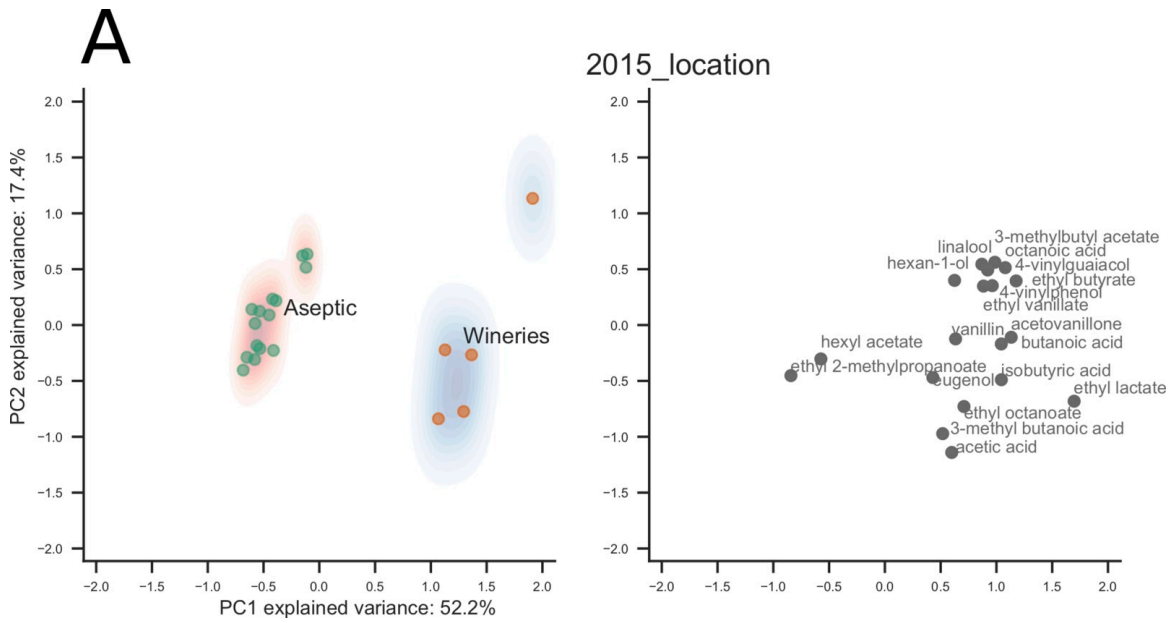 A
2015_location
2.0
1.5
1.0
0.5
0.0
−0.5
−1.0
−1.5
−2.0
PC2 explained variance: 17.4%
Aseptic
Wineries
−2.0 −1.5 −1.0 −0.5 0.0 0.5 1.0 1.5 2.0
PC1 explained variance: 52.2%
2.0
1.5
1.0
0.5
0.0
−0.5
−1.0
−1.5
−2.0
3-methylbutyl acetate
linalool
octanoic acid
hexan-1-ol
4-vinylguaiacol
ethyl butyrate
4-vinylphenol
ethyl vanillate
vanillin
acetovanillone
butanoic acid
hexyl acetate
ethyl 2-methylpropanoate
isobutyric acid
eugenol
ethyl lactate
ethyl octanoate
3-methyl butanoic acid
acetic acid
−2.0 −1.5 −1.0 −0.5 0.0 0.5 1.0 1.5 2.0